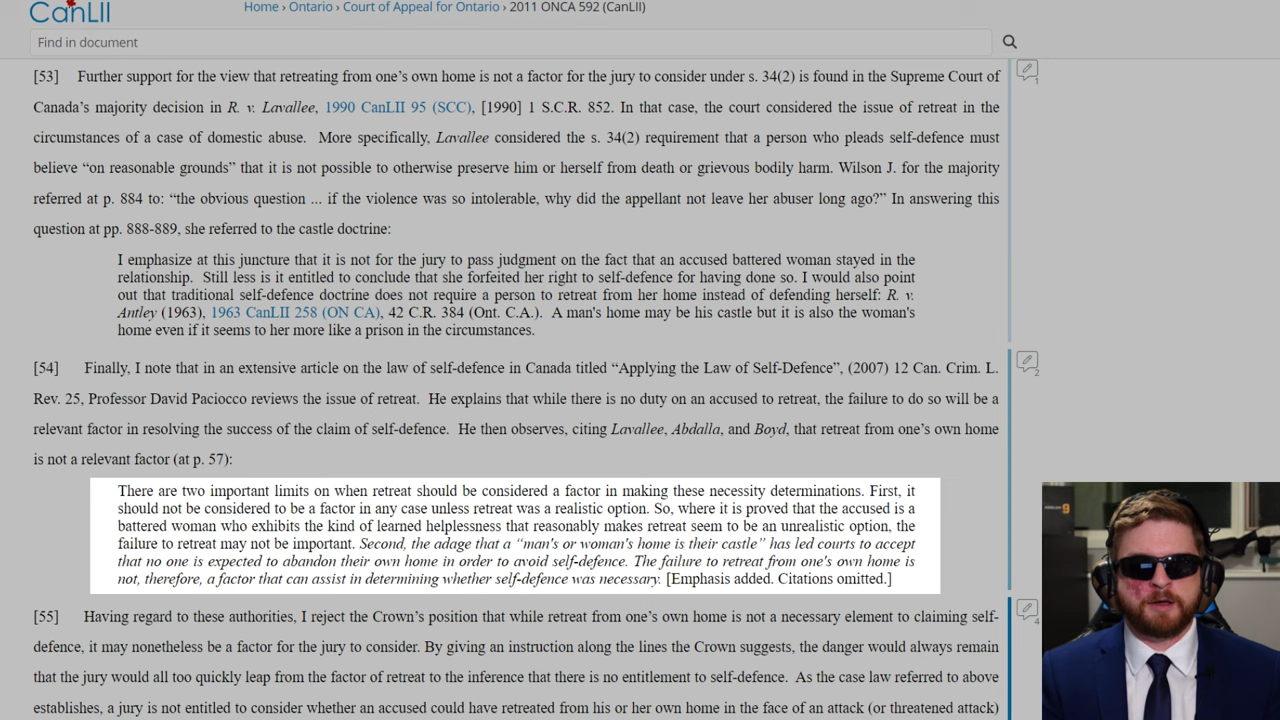 CanLII
Home › Ontario › Court of Appeal for Ontario › 2011 ONCA 592 (CanLII)
Find in document
[53] Further support for the view that retreating from one’s own home is not a factor for the jury to consider under s. 34(2) is found in the Supreme Court of
Canada’s majority decision in R. v. Lavallee, 1990 CanLII 95 (SCC), [1990] 1 S.C.R. 852. In that case, the court considered the issue of retreat in the
circumstances of a case of domestic abuse. More specifically, Lavallee considered the s. 34(2) requirement that a person who pleads self-defence must
believe “on reasonable grounds” that it is not possible to otherwise preserve him or herself from death or grievous bodily harm. Wilson J. for the majority
referred at p. 884 to: “the obvious question ... if the violence was so intolerable, why did the appellant not leave her abuser long ago?” In answering this
question at pp. 888-889, she referred to the castle doctrine:
I emphasize at this juncture that it is not for the jury to pass judgment on the fact that an accused battered woman stayed in the
relationship. Still less is it entitled to conclude that she forfeited her right to self-defence for having done so. I would also point
out that traditional self-defence doctrine does not require a person to retreat from her home instead of defending herself: R. v.
Antley (1963), 1963 CanLII 258 (ON CA), 42 C.R. 384 (Ont. C.A.). A man's home may be his castle but it is also the woman's
home even if it seems to her more like a prison in the circumstances.
1
[54] Finally, I note that in an extensive article on the law of self-defence in Canada titled “Applying the Law of Self-Defence”, (2007) 12 Can. Crim. L.
Rev. 25, Professor David Paciocco reviews the issue of retreat. He explains that while there is no duty on an accused to retreat, the failure to do so will be a
relevant factor in resolving the success of the claim of self-defence. He then observes, citing Lavallee, Abdalla, and Boyd, that retreat from one’s own home
is not a relevant factor (at p. 57):
2
There are two important limits on when retreat should be considered a factor in making these necessity determinations. First, it
should not be considered to be a factor in any case unless retreat was a realistic option. So, where it is proved that the accused is a
battered woman who exhibits the kind of learned helplessness that reasonably makes retreat seem to be an unrealistic option, the
failure to retreat may not be important. Second, the adage that a “man's or woman's home is their castle” has led courts to accept
that no one is expected to abandon their own home in order to avoid self-defence. The failure to retreat from one's own home is
not, therefore, a factor that can assist in determining whether self-defence was necessary. [Emphasis added. Citations omitted.]
[55] Having regard to these authorities, I reject the Crown’s position that while retreat from one’s own home is not a necessary element to claiming self-
defence, it may nonetheless be a factor for the jury to consider. By giving an instruction along the lines the Crown suggests, the danger would always remain
that the jury would all too quickly leap from the factor of retreat to the inference that there is no entitlement to self-defence. As the case law referred to above
establishes, a jury is not entitled to consider whether an accused could have retreated from his or her own home in the face of an attack (or threatened attack)
4